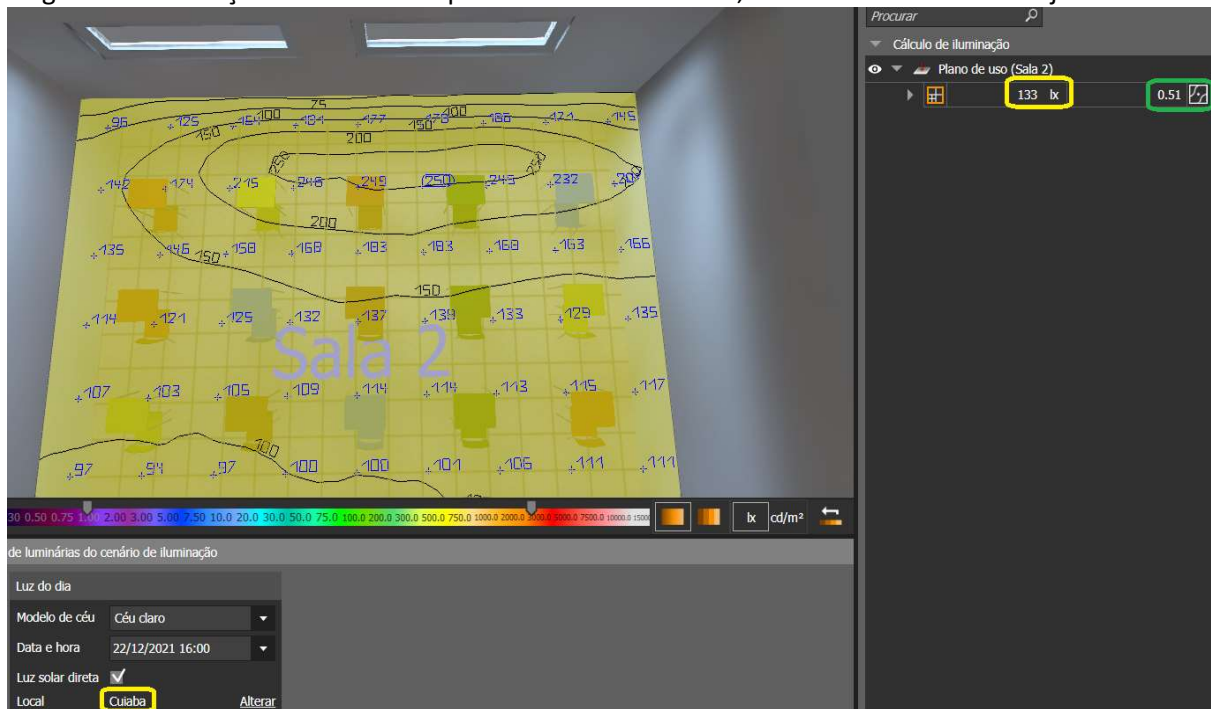 Procurar
Cálculo de iluminação
Plano de uso (Sala 2)
133 lx 0.51
75
100 100
96 125 164 184 177 178 186 171 145
150 150
200
250 250
142 174 215 246 249 (250) 245 232
200
135 146 150 158 168 183 183 168 163 166
150
114 121 125 132 137 139 133 129 135
Sala 2
107 103 105 109 114 114 113 115 117
100
97 94 97 100 100 101 106 111 111
30 0.50 0.75 1.00 2.00 3.00 5.00 7.50 10.0 20.0 30.0 50.0 75.0 100.0 200.0 300.0 500.0 750.0 1000.0 2000.0 3000.0 5000.0 7500.0 10000.0 lx cd/m²
de luminárias do cenário de iluminação
Luz do dia
Modelo de céu Céu claro
Data e hora 22/12/2021 16:00
Luz solar direta
Local Cuiaba Alterar